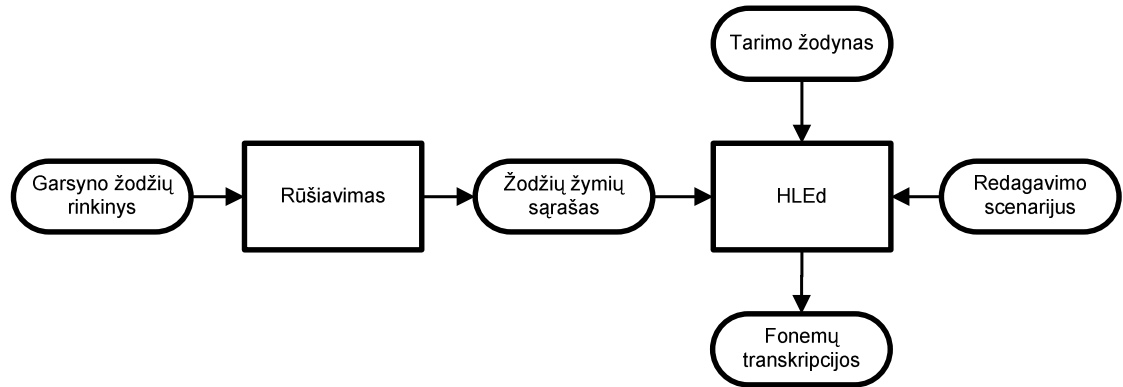 Tarimo žodynas
Garsyno žodžių
rinkinys
Rūšiavimas
Žodžių žymių
sąrašas
HLEd
Redagavimo
scenarijus
Fonemų
transkripcijos